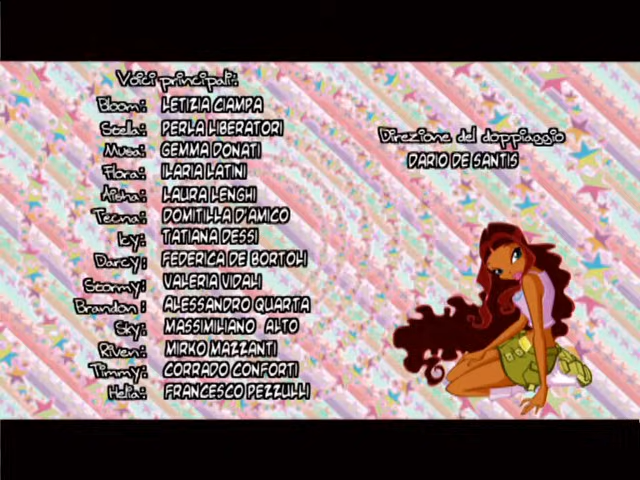 Voici principali:
Bloom: LETIZIA CIAMPA
Stella: PERLA LIBERATORI
Musa: GEMMA DONATI
Flora: ILARIA LATINI
Aisha: LAURA LENGHI
Tecna: DOMITILLA D'AMICO
Icy: TATIANA DESSI
Darcy: FEDERICA DE BORTOLI
Stormy: VALERIA VIDALI
Brandon: ALESSANDRO QUARTA
Sky: MASSIMILIANO ALTO
Riven: MIRKO MAZZANTI
Timmy: CORRADO CONFORTI
Helia: FRANCESCO PEZZULLI
Direzione del doppiaggio
DARIO DE SANTIS